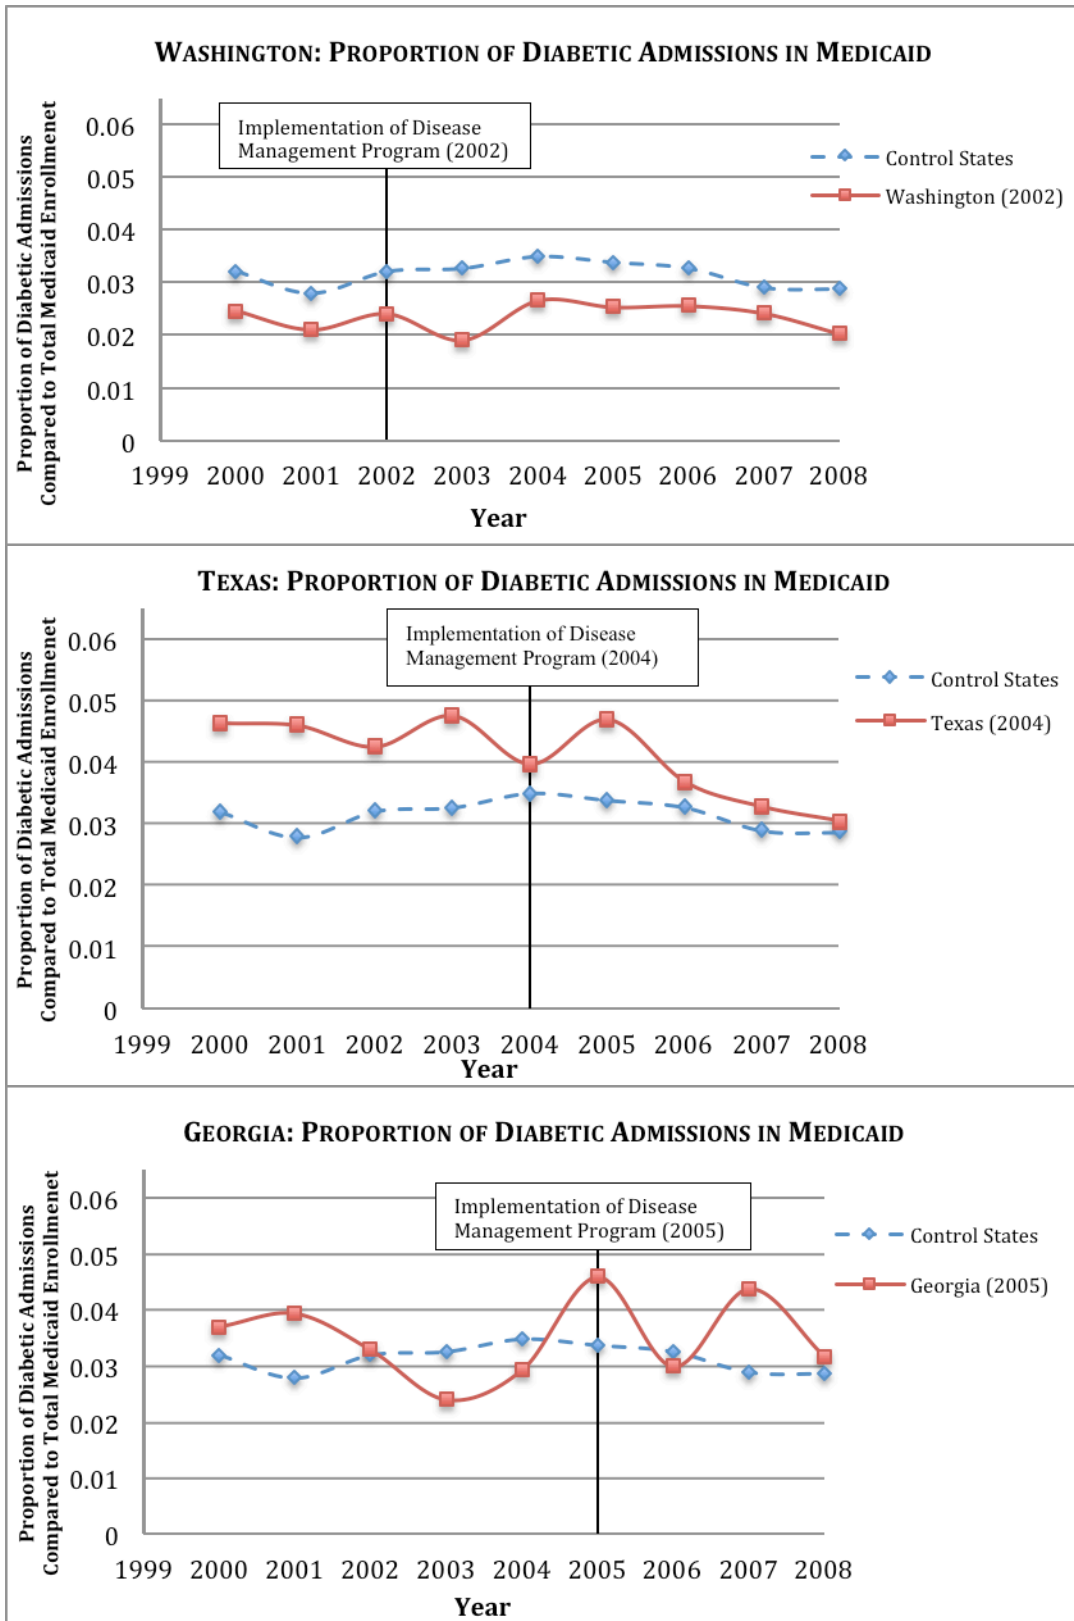 WASHINGTON: PROPORTION OF DIABETIC ADMISSIONS IN MEDICAID
Proportion of Diabetic Admissions
Compared to Total Medicaid Enrollmenet
0.06
0.05
0.04
0.03
0.02
0.01
0
Implementation of Disease
Management Program (2002)
Control States
Washington (2002)
1999 2000 2001 2002 2003 2004 2005 2006 2007 2008
Year
TEXAS: PROPORTION OF DIABETIC ADMISSIONS IN MEDICAID
Proportion of Diabetic Admissions
Compared to Total Medicaid Enrollmenet
0.06
0.05
0.04
0.03
0.02
0.01
0
Implementation of Disease
Management Program (2004)
Control States
Texas (2004)
1999 2000 2001 2002 2003 2004 2005 2006 2007 2008
Year
GEORGIA: PROPORTION OF DIABETIC ADMISSIONS IN MEDICAID
Proportion of Diabetic Admissions
Compared to Total Medicaid Enrollmenet
0.06
0.05
0.04
0.03
0.02
0.01
0
Implementation of Disease
Management Program (2005)
Control States
Georgia (2005)
1999 2000 2001 2002 2003 2004 2005 2006 2007 2008
Year